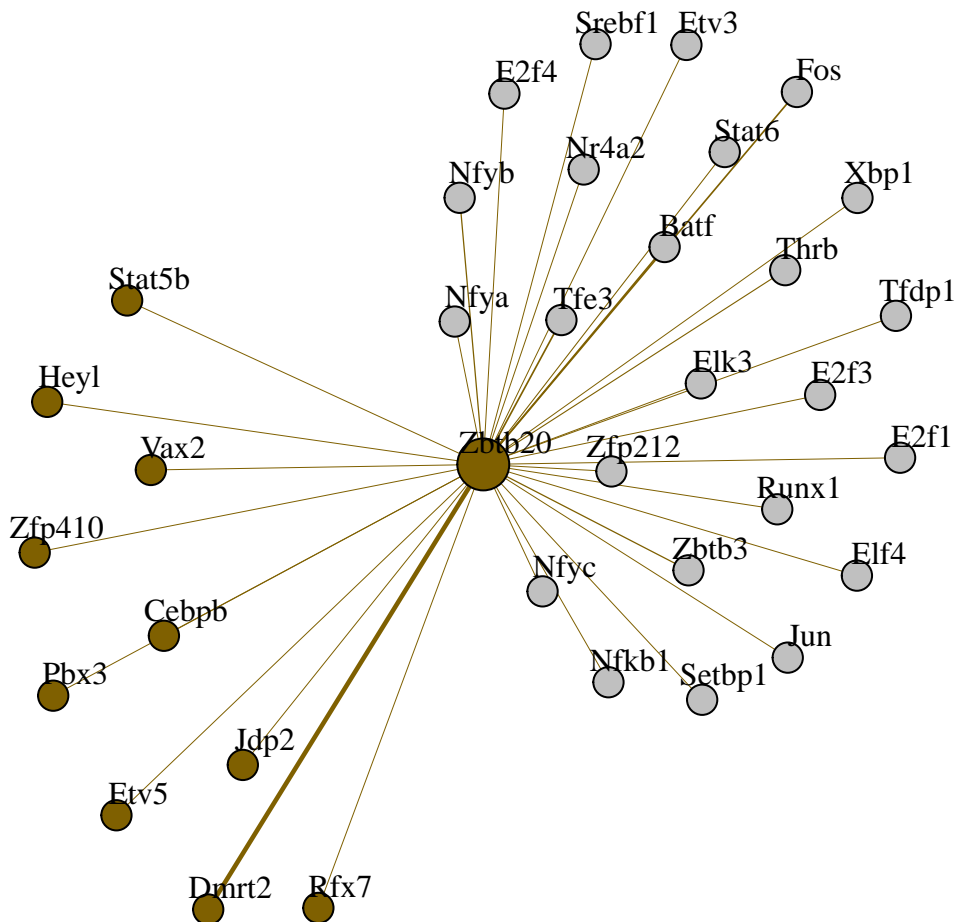 Srebf1
Etv3
E2f4
Fos
Stat6
Nr4a2
Nfyb
Xbp1
Batf
Thrb
Stat5b
Nfya
Tfe3
Tfdp1
Heyl
Elk3
E2f3
Vax2
Zbtb20
Zfp212
E2f1
Runx1
Zfp410
Nfyc
Zbtb3
Elf4
Cebpb
Jun
Pbx3
Nfkb1
Setbp1
Jdp2
Etv5
Dmrt2
Rfx7